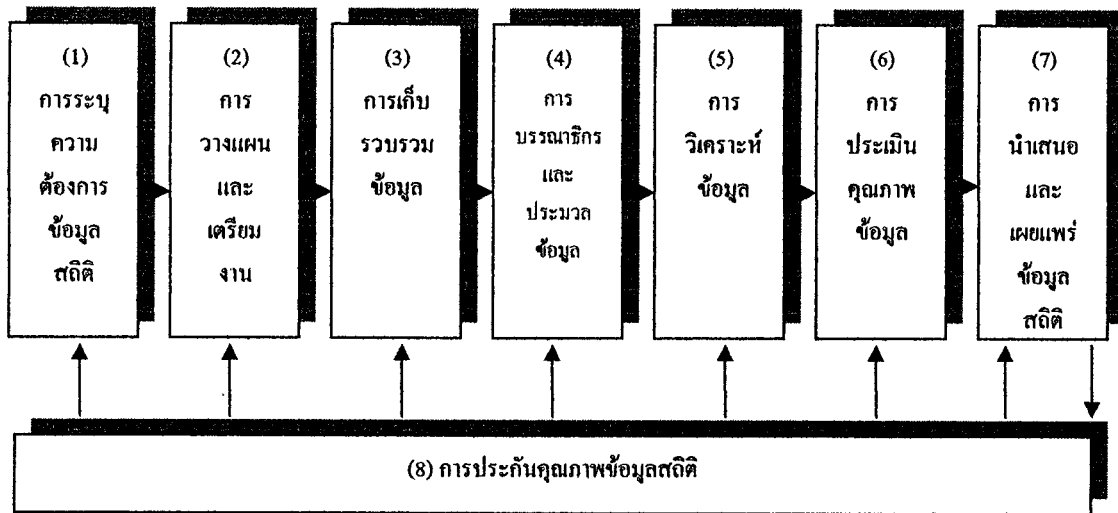 (1)
การระบุ
ความ
ต้องการ
ข้อมูล
สถิติ
(2)
การ
วางแผน
และ
เตรียม
งาน
(3)
การเก็บ
รวบรวม
ข้อมูล
(4)
การ
บรรณาธิกร
และ
ประมวล
ข้อมูล
(5)
การ
วิเคราะห์
ข้อมูล
(6)
การ
ประเมิน
คุณภาพ
ข้อมูล
(7)
การ
นำเสนอ
และ
เผยแพร่
ข้อมูล
สถิติ
(8) การประกันคุณภาพข้อมูลสถิติ